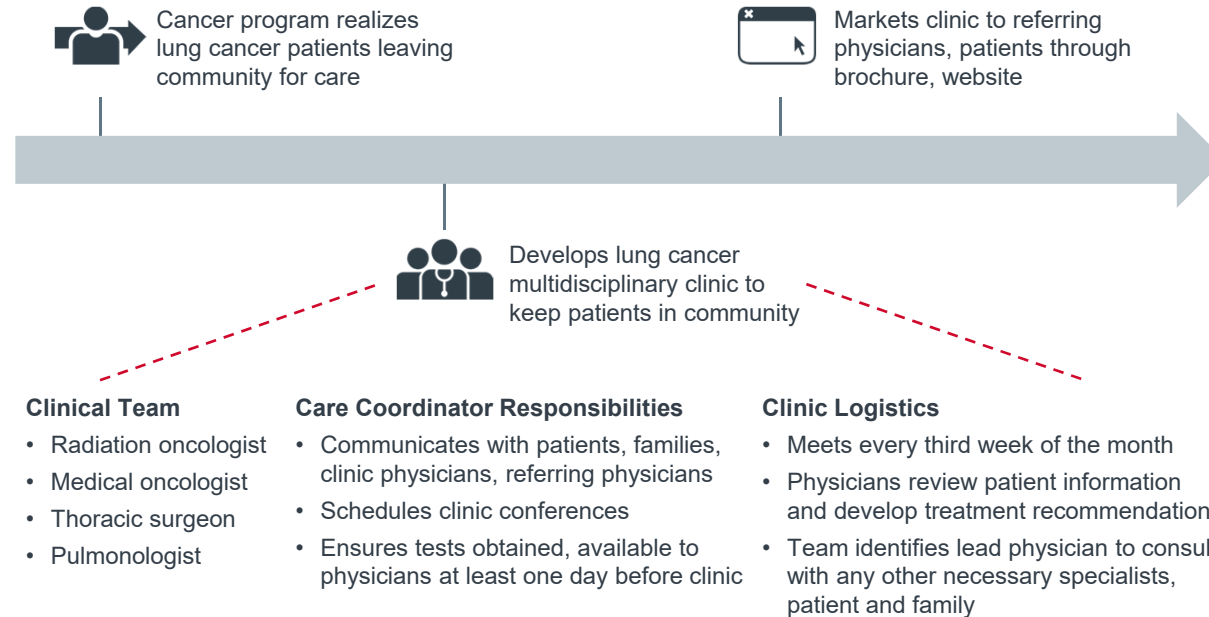 Cancer program realizes
lung cancer patients leaving
community for care
Markets clinic to referring
physicians, patients through
brochure, website
Develops lung cancer
multidisciplinary clinic to
keep patients in community
Clinical Team
• Radiation oncologist
• Medical oncologist
• Thoracic surgeon
• Pulmonologist
Care Coordinator Responsibilities
• Communicates with patients, families,
clinic physicians, referring physicians
• Schedules clinic conferences
• Ensures tests obtained, available to
physicians at least one day before clinic
Clinic Logistics
• Meets every third week of the month
• Physicians review patient information
and develop treatment recommendation
• Team identifies lead physician to consul
with any other necessary specialists,
patient and family